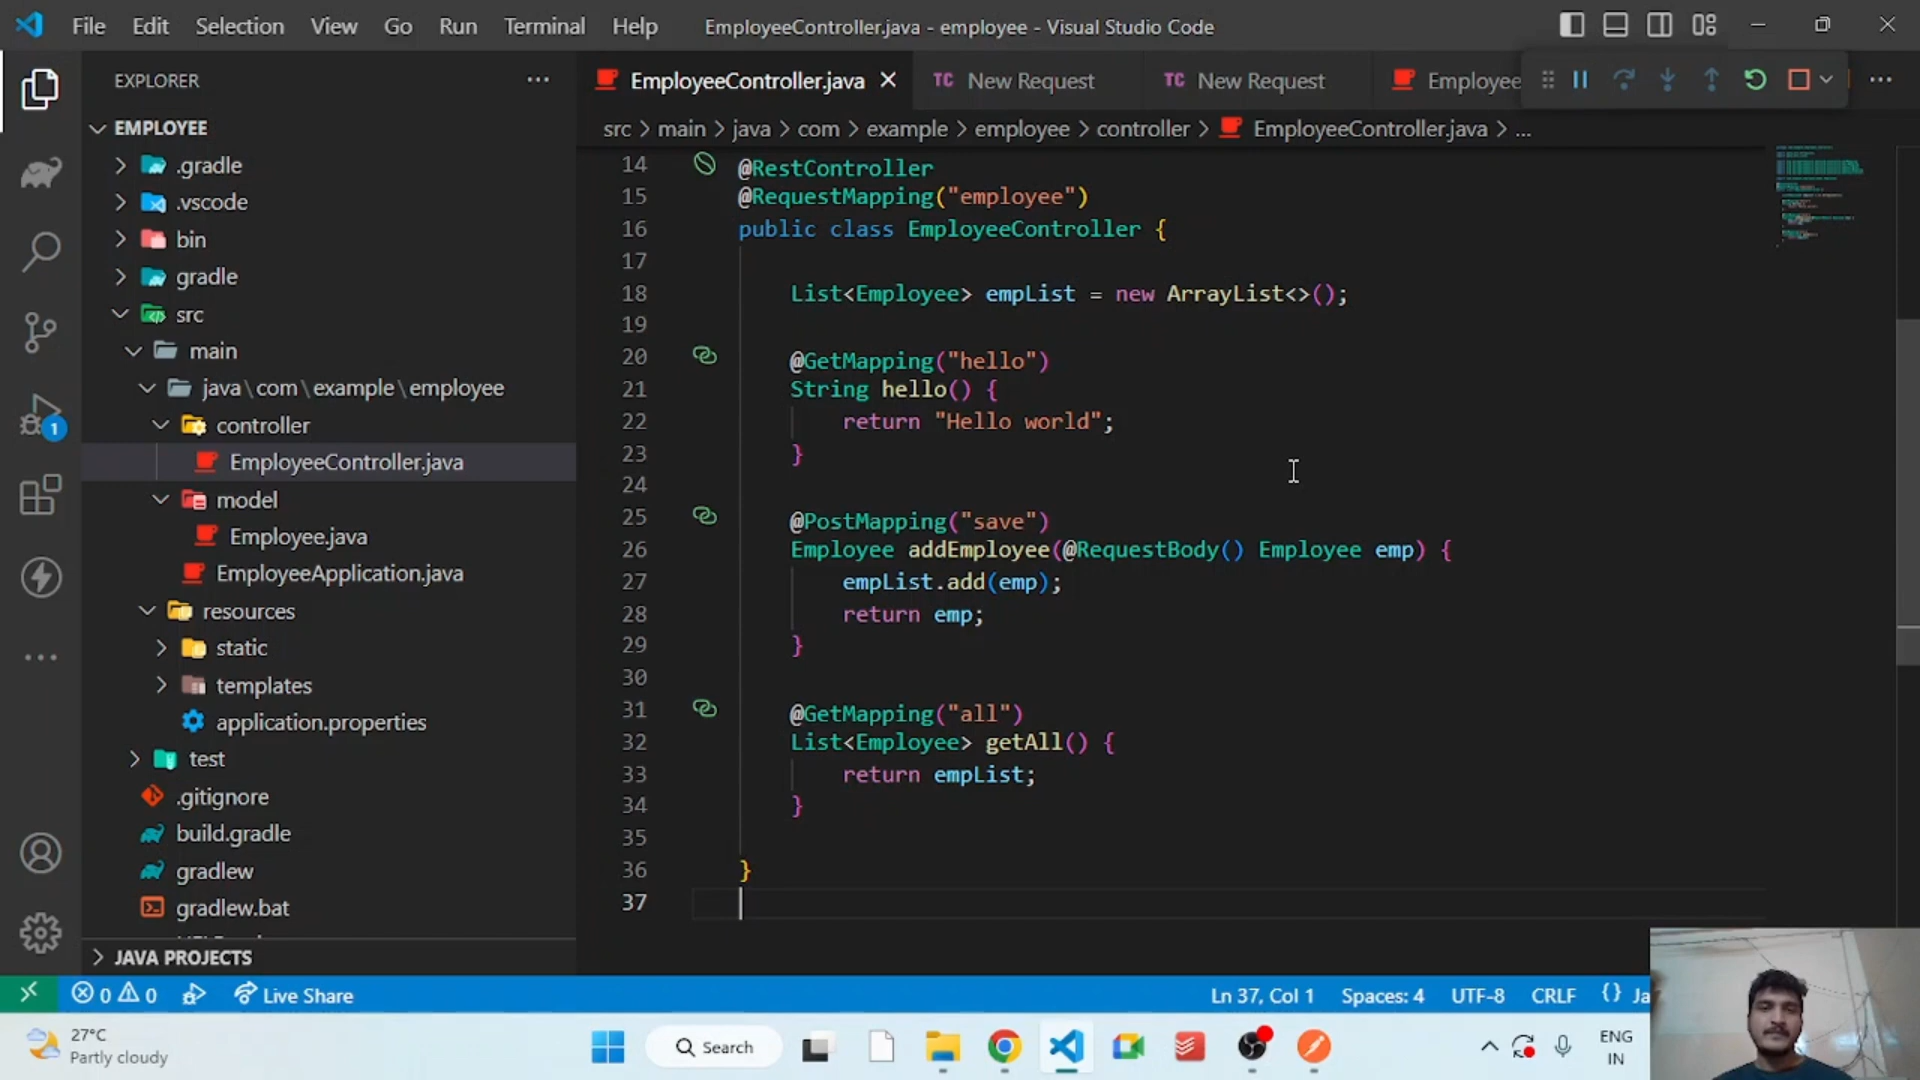 File Edit Selection View Go Run Terminal Help
EmployeeController.java - employee - Visual Studio Code
EXPLORER
EMPLOYEE
.gradle
.vscode
bin
gradle
src
main
java\com\example\employee
controller
EmployeeController.java
model
Employee.java
EmployeeApplication.java
resources
static
templates
application.properties
test
.gitignore
build.gradle
gradlew
gradlew.bat
JAVA PROJECTS
1
EmployeeController.java
TC New Request
TC New Request
Employee
src > main > java > com > example > employee > controller > EmployeeController.java > ...
14 @RestController
15 @RequestMapping("employee")
16 public class EmployeeController {
17
18 List<Employee> empList = new ArrayList<>();
19
20 @GetMapping("hello")
21 String hello() {
22 return "Hello world";
23 }
24
25 @PostMapping("save")
26 Employee addEmployee(@RequestBody() Employee emp) {
27 empList.add(emp);
28 return emp;
29 }
30
31 @GetMapping("all")
32 List<Employee> getAll() {
33 return empList;
34 }
35
36 }
37
0 0 Live Share
Ln 37, Col 1 Spaces: 4 UTF-8 CRLF {} Ja
27°C
Partly cloudy
Search
ENG
IN